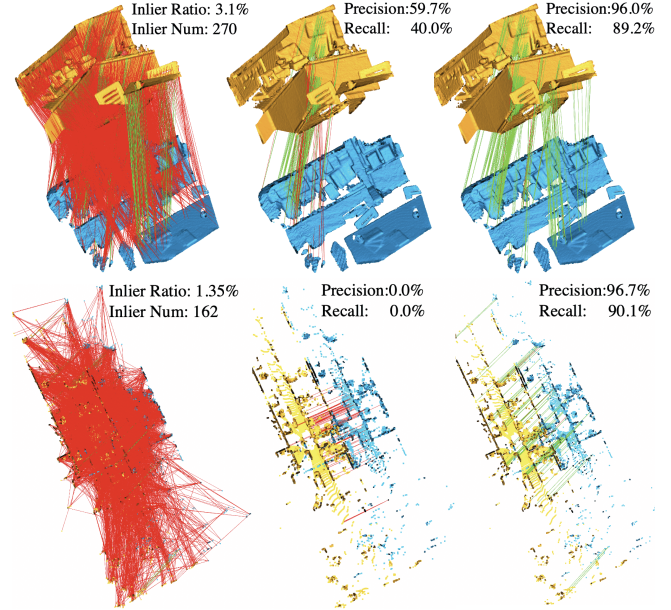 Inlier Ratio: 3.1%
Inlier Num: 270
Precision:59.7%
Recall: 40.0%
Precision:96.0%
Recall: 89.2%
Inlier Ratio: 1.35%
Inlier Num: 162
Precision:0.0%
Recall: 0.0%
Precision:96.7%
Recall: 90.1%